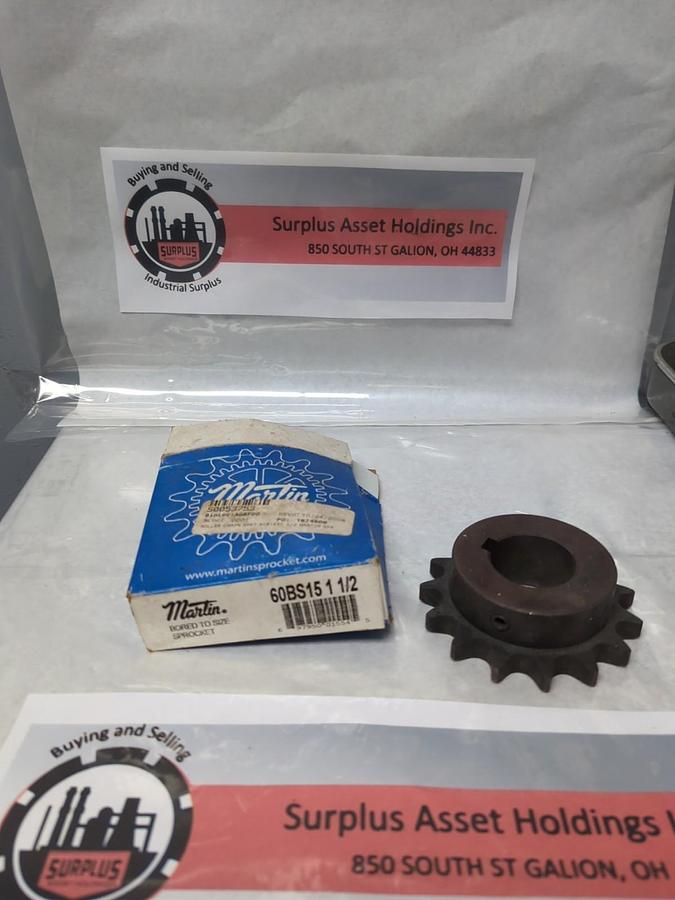 Buying and Selling
SURPLUS
Industrial Surplus
Surplus Asset Holdings Inc.
850 SOUTH ST GALION, OH 44833
Martin
S0053753
www.martinsprocket.com
Martin.
BORED TO SIZE
SPROCKET
60BS15 1 1/2
Buying and Selling
SURPLUS
Surplus Asset Holdings
850 SOUTH ST GALION, OH